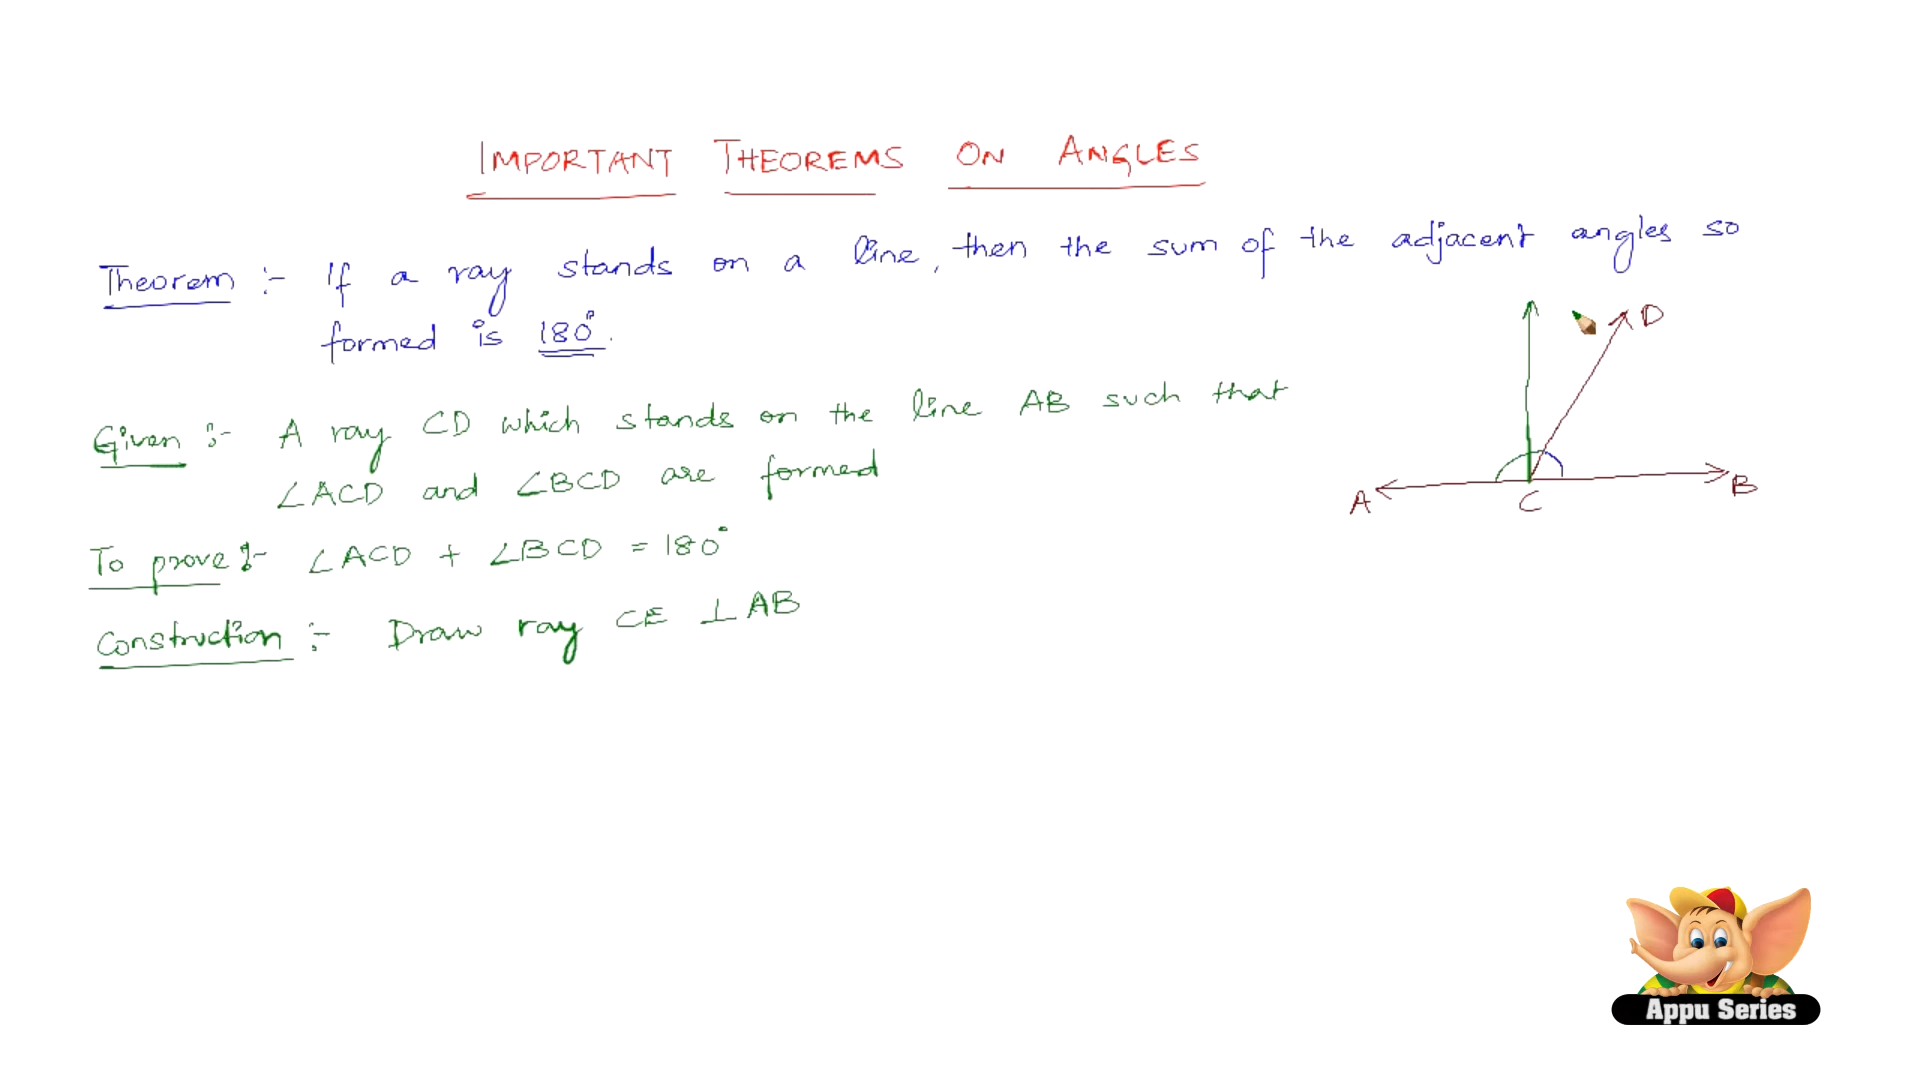 IMPORTANT THEOREMS ON ANGLES
Theorem :- If a ray stands on a line, then the sum of the adjacent angles so
formed is 180°.
Given :- A ray CD which stands on the line AB such that
∠ACD and ∠BCD are formed
To prove :- ∠ACD + ∠BCD = 180°
Construction :- Draw ray CE ⊥ AB
D
A
C
B
Appu Series